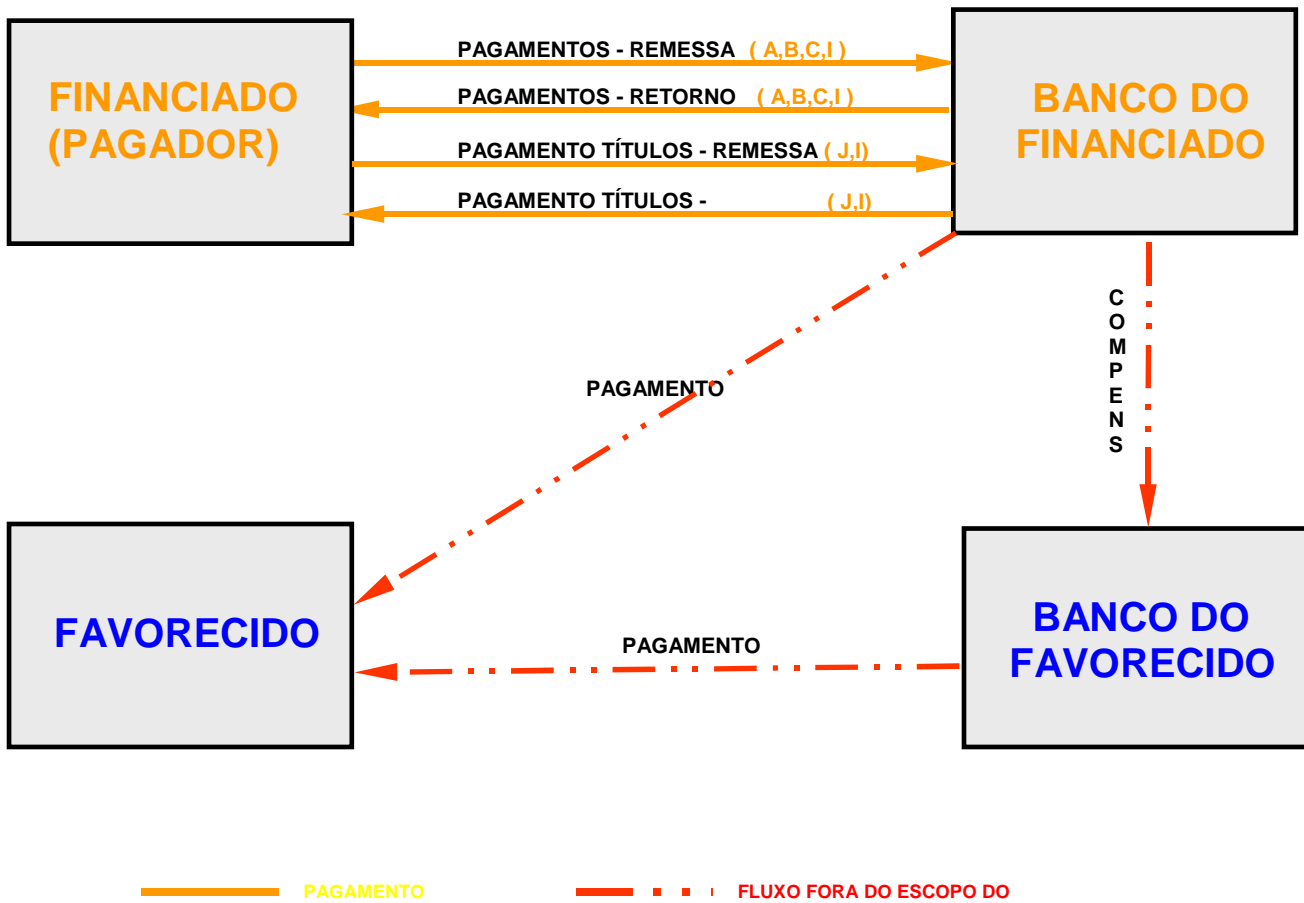 PAGAMENTOS - REMESSA ( A,B,C,I )
FINANCIADO
(PAGADOR)
PAGAMENTOS - RETORNO ( A,B,C,I )
BANCO DO
FINANCIADO
PAGAMENTO TÍTULOS - REMESSA ( J,I)
PAGAMENTO TÍTULOS - ( J,I)
C
O
M
P
E
N
S
PAGAMENTO
FAVORECIDO
PAGAMENTO
BANCO DO
FAVORECIDO
PAGAMENTO
FLUXO FORA DO ESCOPO DO